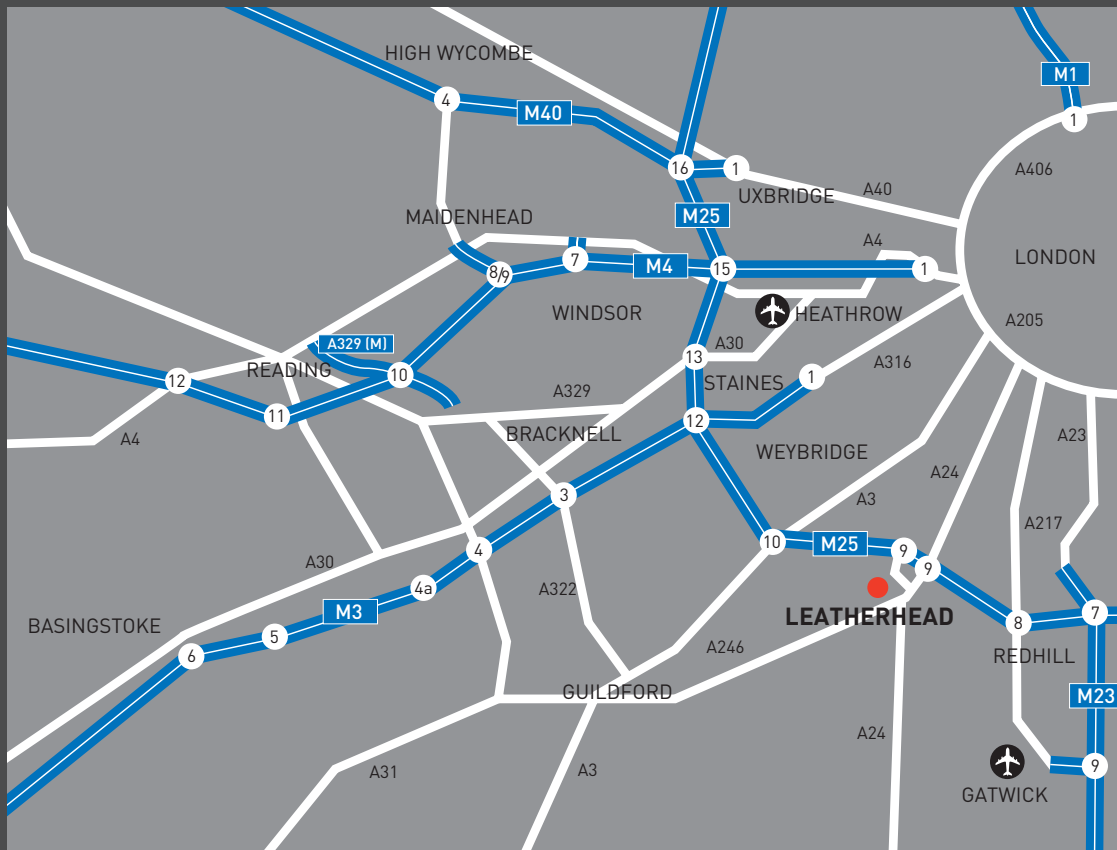 HIGH WYCOMBE
M1
4
M40
1
A406
16
1
UXBRIDGE
A40
MAIDENHEAD
M25
A4
LONDON
8/9
7
M4
15
1
WINDSOR
HEATHROW
A205
A329 (M)
A30
READING
13
A316
12
10
STAINES
1
A329
11
12
A4
BRACKNELL
WEYBRIDGE
A23
A24
3
A3
A217
10
M25
9
4
9
A30
4a
A322
M3
LEATHERHEAD
7
BASINGSTOKE
5
8
A246
6
REDHILL
GUILDFORD
M23
A24
A31
A3
9
GATWICK